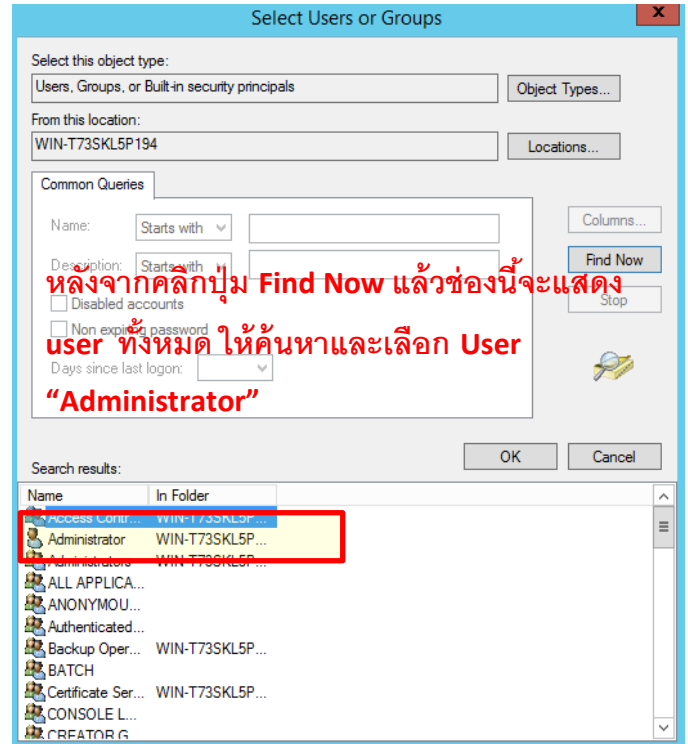 Select Users or Groups
x
Select this object type:
Users, Groups, or Built-in security principals
Object Types...
From this location:
WIN-T73SKL5P194
Locations...
Common Queries
Name:
Starts with
Columns...
Description:
Starts with
Find Now
หลังจากคลิกปุ่ม Find Now แล้วช่องนี้จะแสดง
Disabled accounts
Stop
Non expiring password
user ทั้งหมด ให้ค้นหาและเลือก User
Days since last logon:
“Administrator”
OK
Cancel
Search results:
Name In Folder
Access Contr... WIN-T73SKL5P...
Administrator WIN-T73SKL5P...
Administrators WIN-T73SKL5P...
ALL APPLICA...
ANONYMOU...
Authenticated...
Backup Oper... WIN-T73SKL5P...
BATCH
Certificate Ser... WIN-T73SKL5P...
CONSOLE L...
CREATOR G...